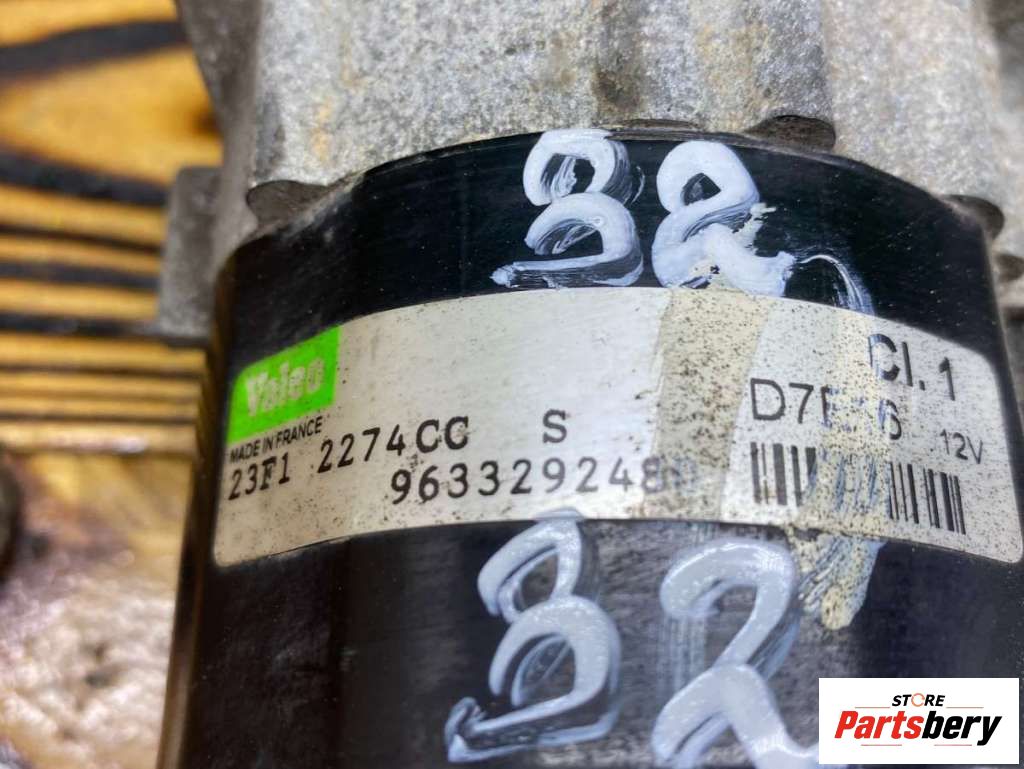 32
Valeo
MADE IN FRANCE
Cl. 1
23F1 2274CC S
12V
32
STORE
Partsbery